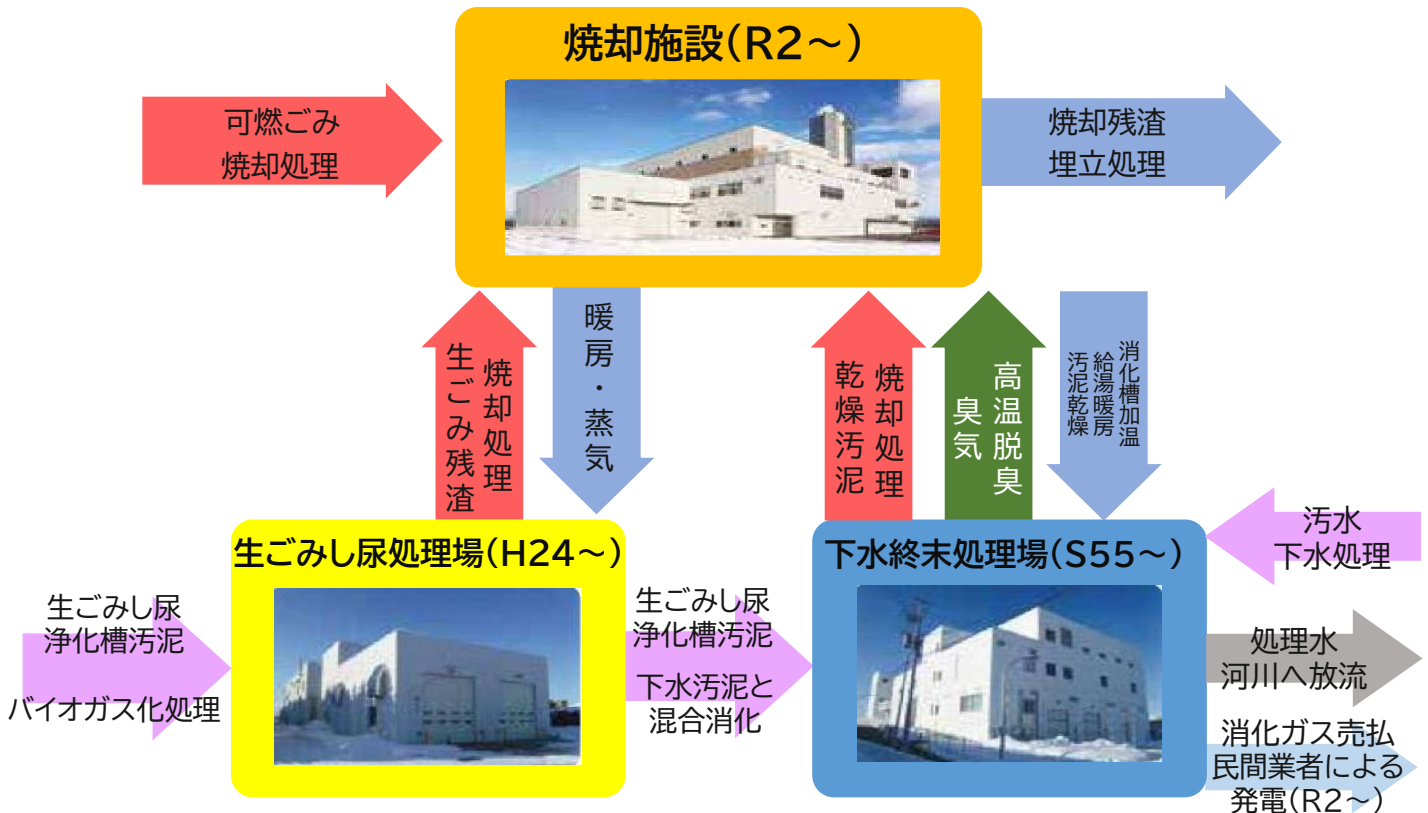 焼却施設(R2～)
可燃ごみ
焼却処理
焼却残渣
埋立処理
焼却処理
生ごみ残渣
暖房・蒸気
焼却処理
乾燥汚泥
高温脱臭
臭気
消化槽加温
給湯暖房
汚泥乾燥
生ごみし尿処理場(H24～)
下水終末処理場(S55～)
汚水
下水処理
生ごみし尿
浄化槽汚泥
バイオガス化処理
生ごみし尿
浄化槽汚泥
下水汚泥と
混合消化
処理水
河川へ放流
消化ガス売払
民間業者による
発電(R2～)